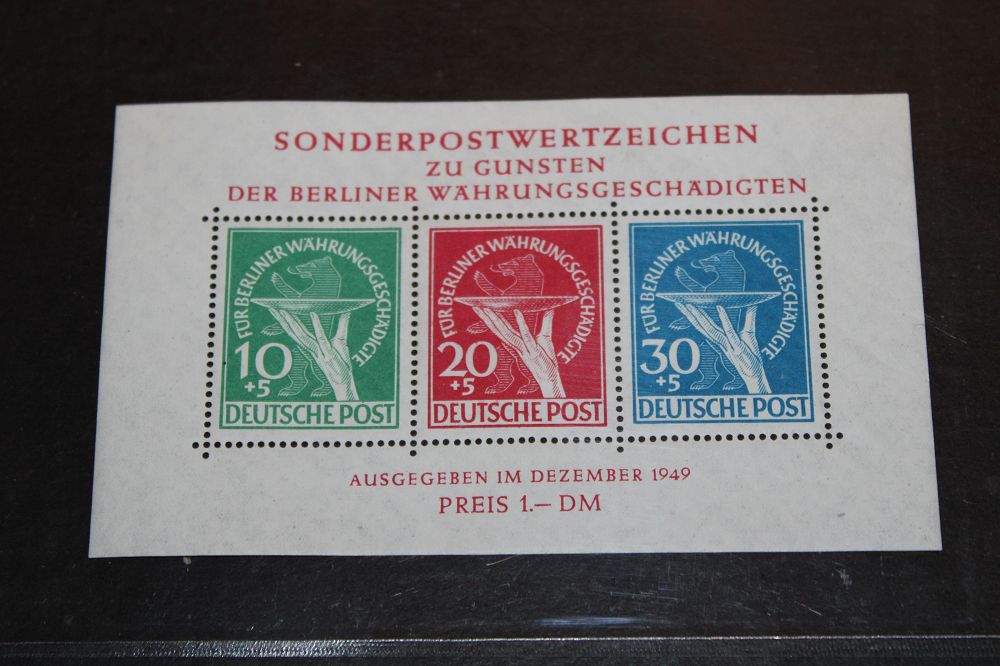 SONDERPOSTWERTZEICHEN
ZU GUNSTEN
DER BERLINER WÄHRUNGSGESCHÄDIGTEN
FÜR BERLINER WÄHRUNGSGESCHÄDIGTE
10
+5
DEUTSCHE POST
FÜR BERLINER WÄHRUNGSGESCHÄDIGTE
20
+5
DEUTSCHE POST
FÜR BERLINER WÄHRUNGSGESCHÄDIGTE
30
+5
DEUTSCHE POST
AUSGEGEBEN IM DEZEMBER 1949
PREIS 1.— DM